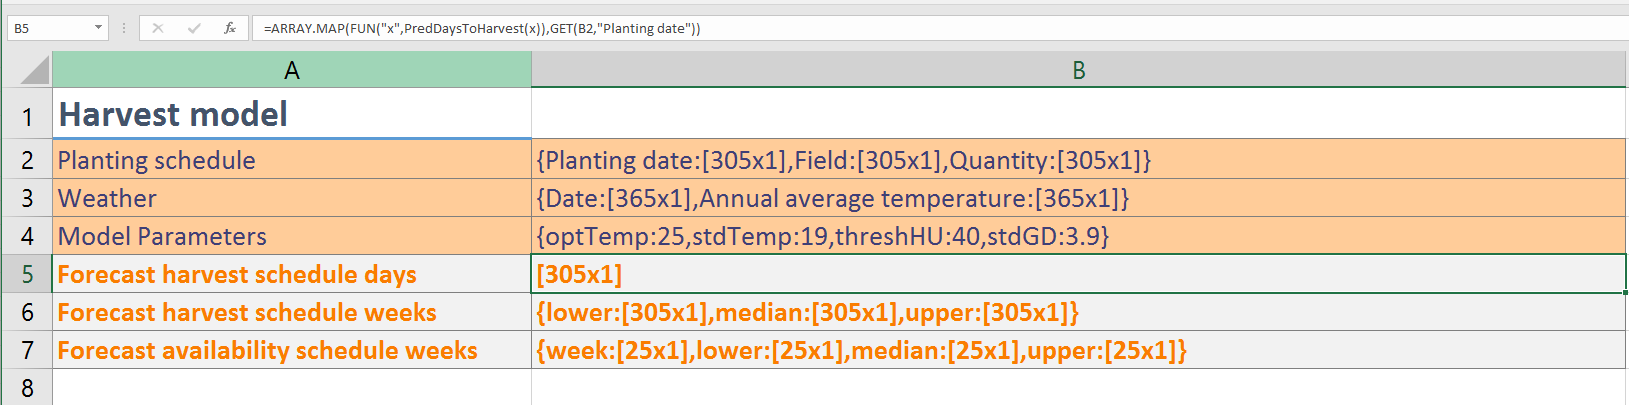 B5 fx =ARRAY.MAP(FUN("x",PredDaysToHarvest(x)),GET(B2,"Planting date"))
A B
1 Harvest model
2 Planting schedule {Planting date:[305x1],Field:[305x1],Quantity:[305x1]}
3 Weather {Date:[365x1],Annual average temperature:[365x1]}
4 Model Parameters {optTemp:25,stdTemp:19,threshHU:40,stdGD:3.9}
5 Forecast harvest schedule days [305x1]
6 Forecast harvest schedule weeks {lower:[305x1],median:[305x1],upper:[305x1]}
7 Forecast availability schedule weeks {week:[25x1],lower:[25x1],median:[25x1],upper:[25x1]}
8